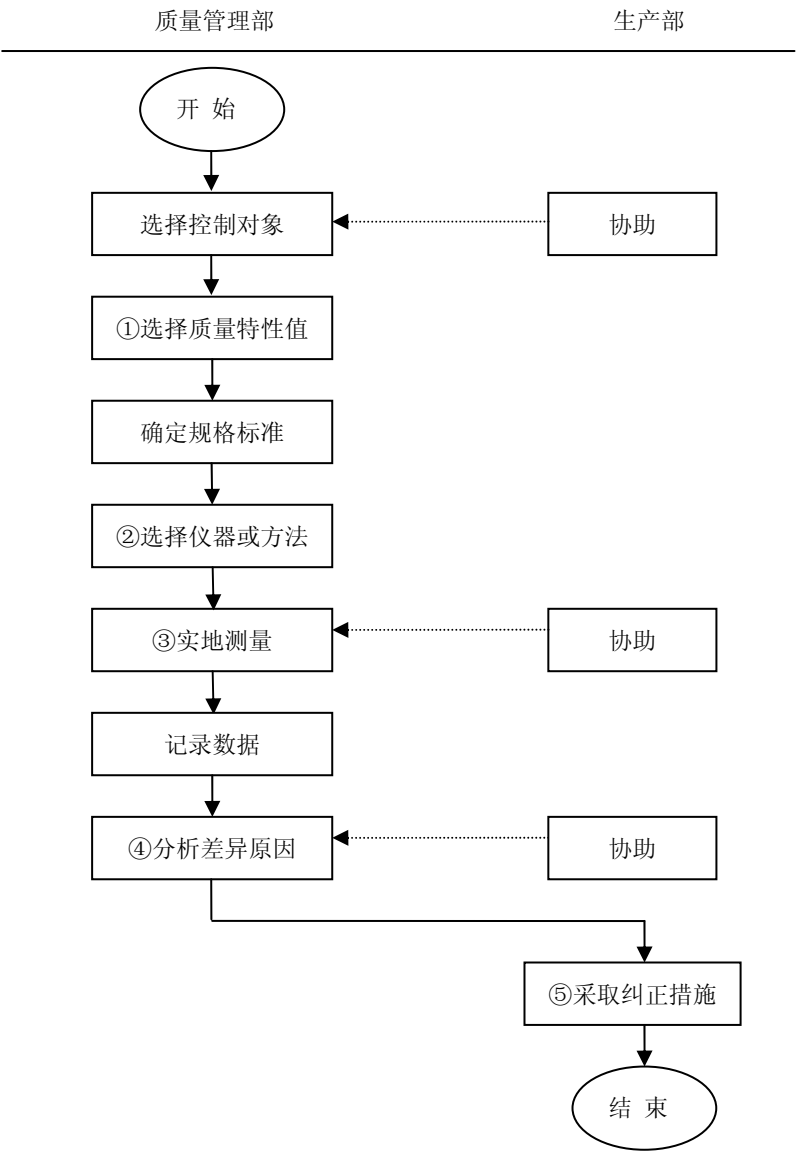 质量管理部
生产部
开 始
选择控制对象
协助
①选择质量特性值
确定规格标准
②选择仪器或方法
③实地测量
协助
记录数据
④分析差异原因
协助
⑤采取纠正措施
结 束